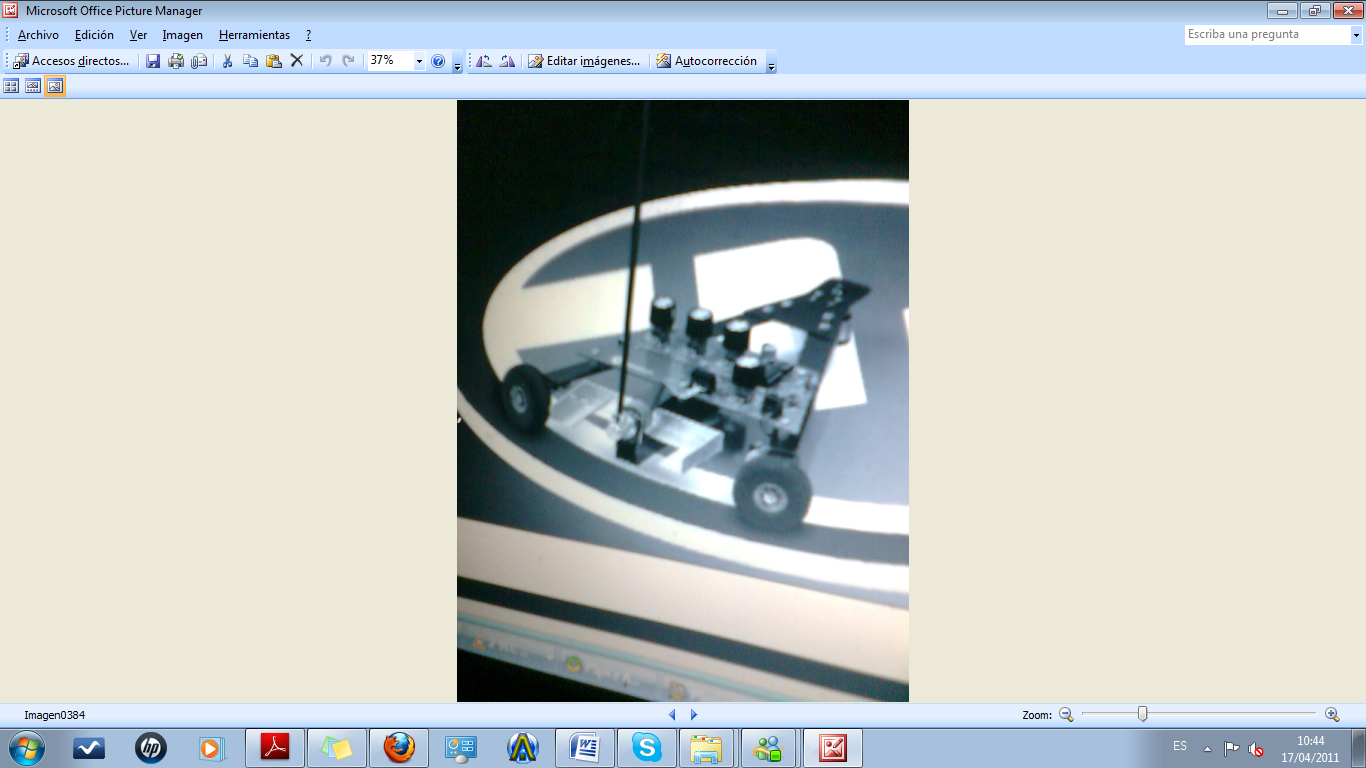 Microsoft Office Picture Manager
Archivo Edición Ver Imagen Herramientas ? Escriba una pregunta
Accesos directos... 37% Editar imágenes... Autocorrección
Imagen0384 Zoom:
ES 10:44
17/04/2011